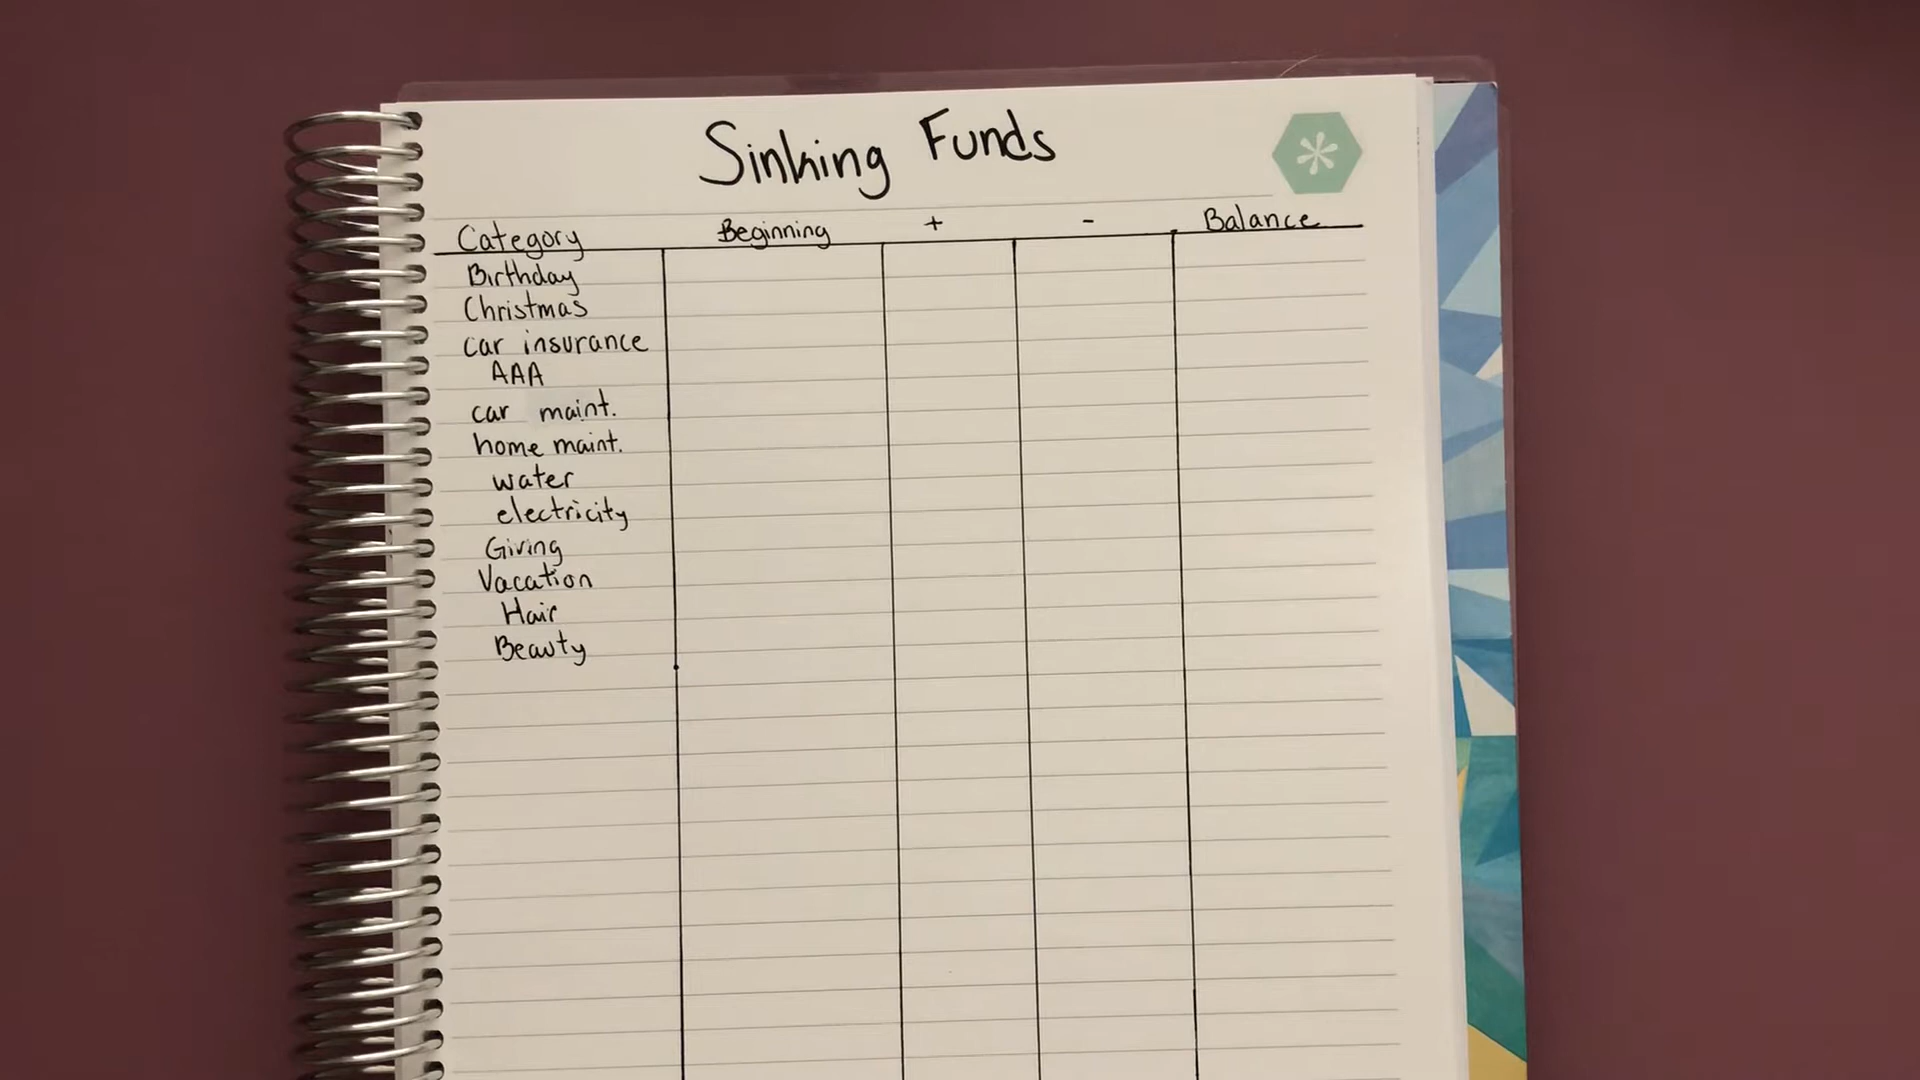 Sinking Funds
Category Beginning + - Balance
Birthday
Christmas
car insurance
AAA
car maint.
home maint.
water
electricity
Giving
Vacation
Hair
Beauty